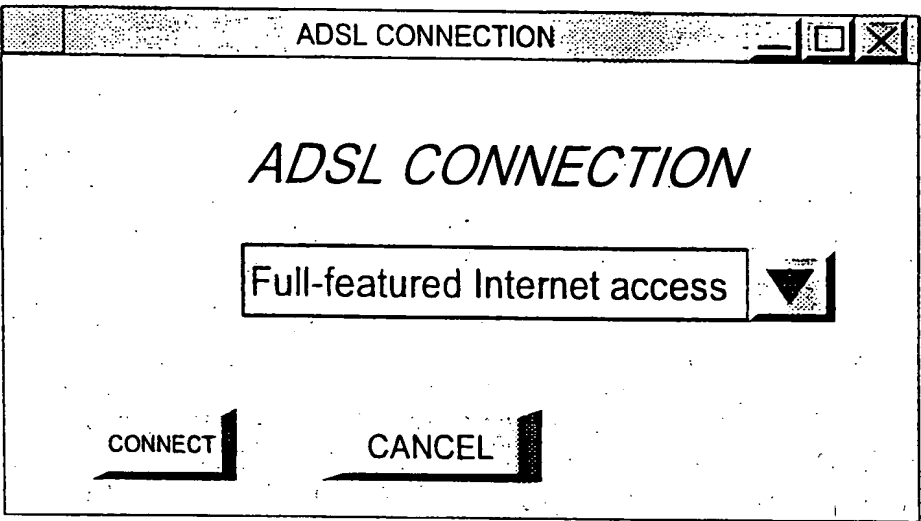 ADSL CONNECTION
ADSL CONNECTION
Full-featured Internet access
CONNECT CANCEL